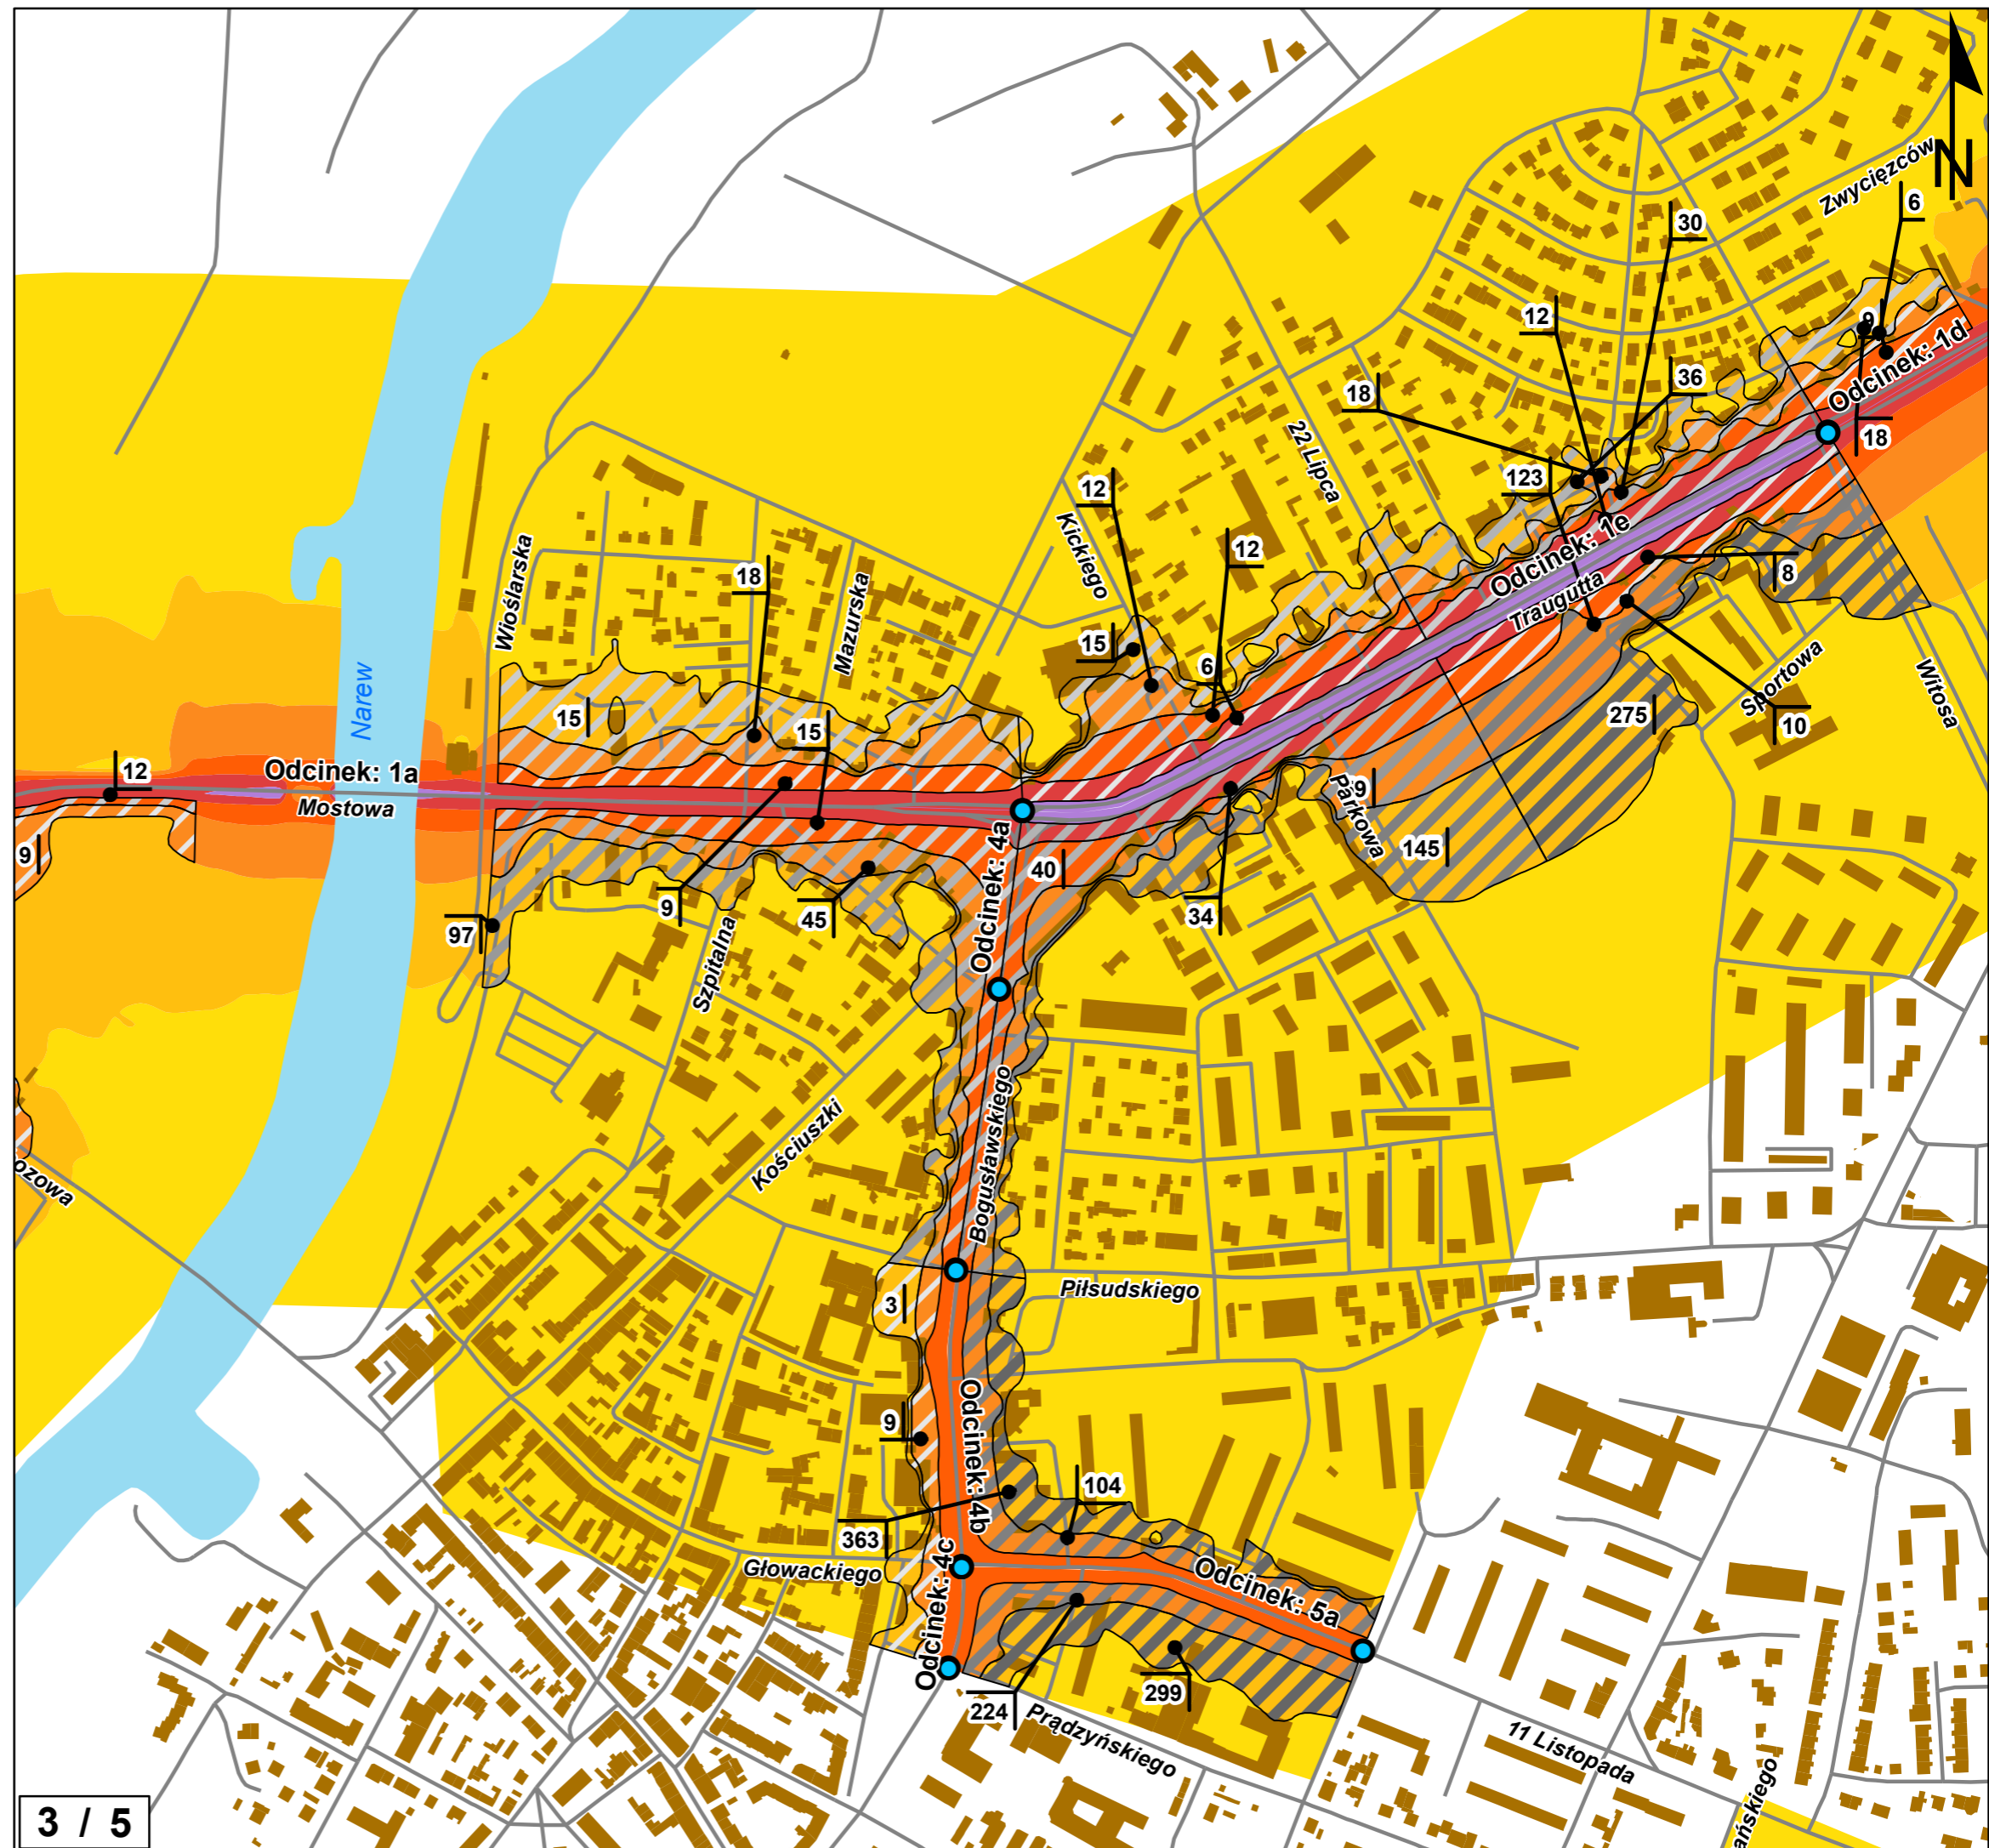 N
Zwycięzców
6
30
12
9
Odcinek: 1d
36
18
18
22 Lipca
123
12
Kickiego
Odcinek: 1e
Traugutta
12
8
Wioślarska
18
Mazurska
15
6
Sportowa
Witosa
Narew
15
15
275
10
12
Odcinek: 1a
Mostowa
9
Parkowa
9
145
Odcinek: 4a
40
9
45
34
97
Szpitalna
Bogusławskiego
Kościuszki
ozowa
Piłsudskiego
3
9
Odcinek: 4b
104
363
Głowackiego
Odcinek: 4c
Odcinek: 5a
299
224
Prądzyńskiego
11 Listopada
ańskiego
3 / 5